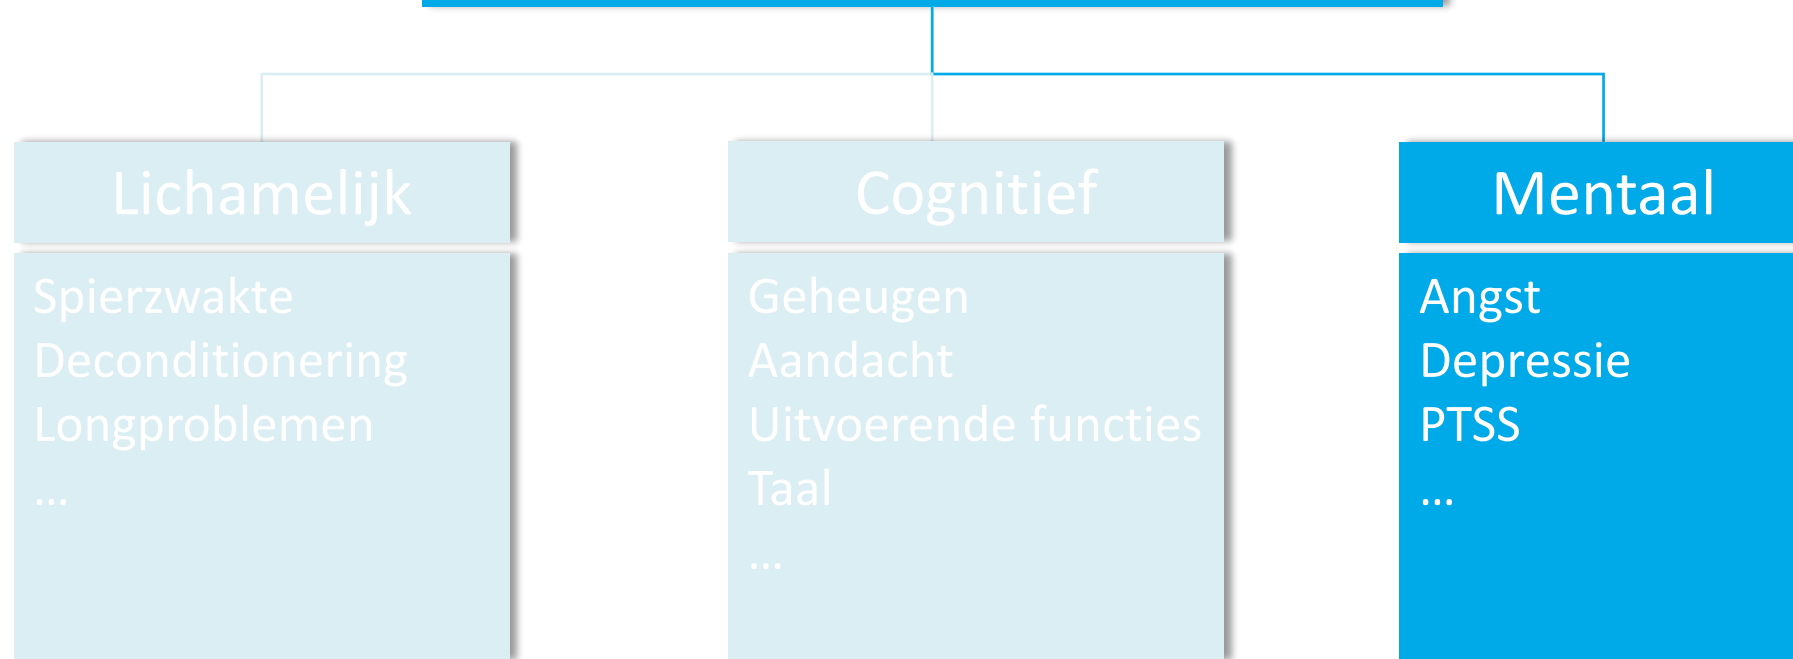 Lichamelijk
Spierzwakte
Deconditionering
Longproblemen
...
Cognitief
Geheugen
Aandacht
Uitvoerende functies
Taal
...
Mentaal
Angst
Depressie
PTSS
...